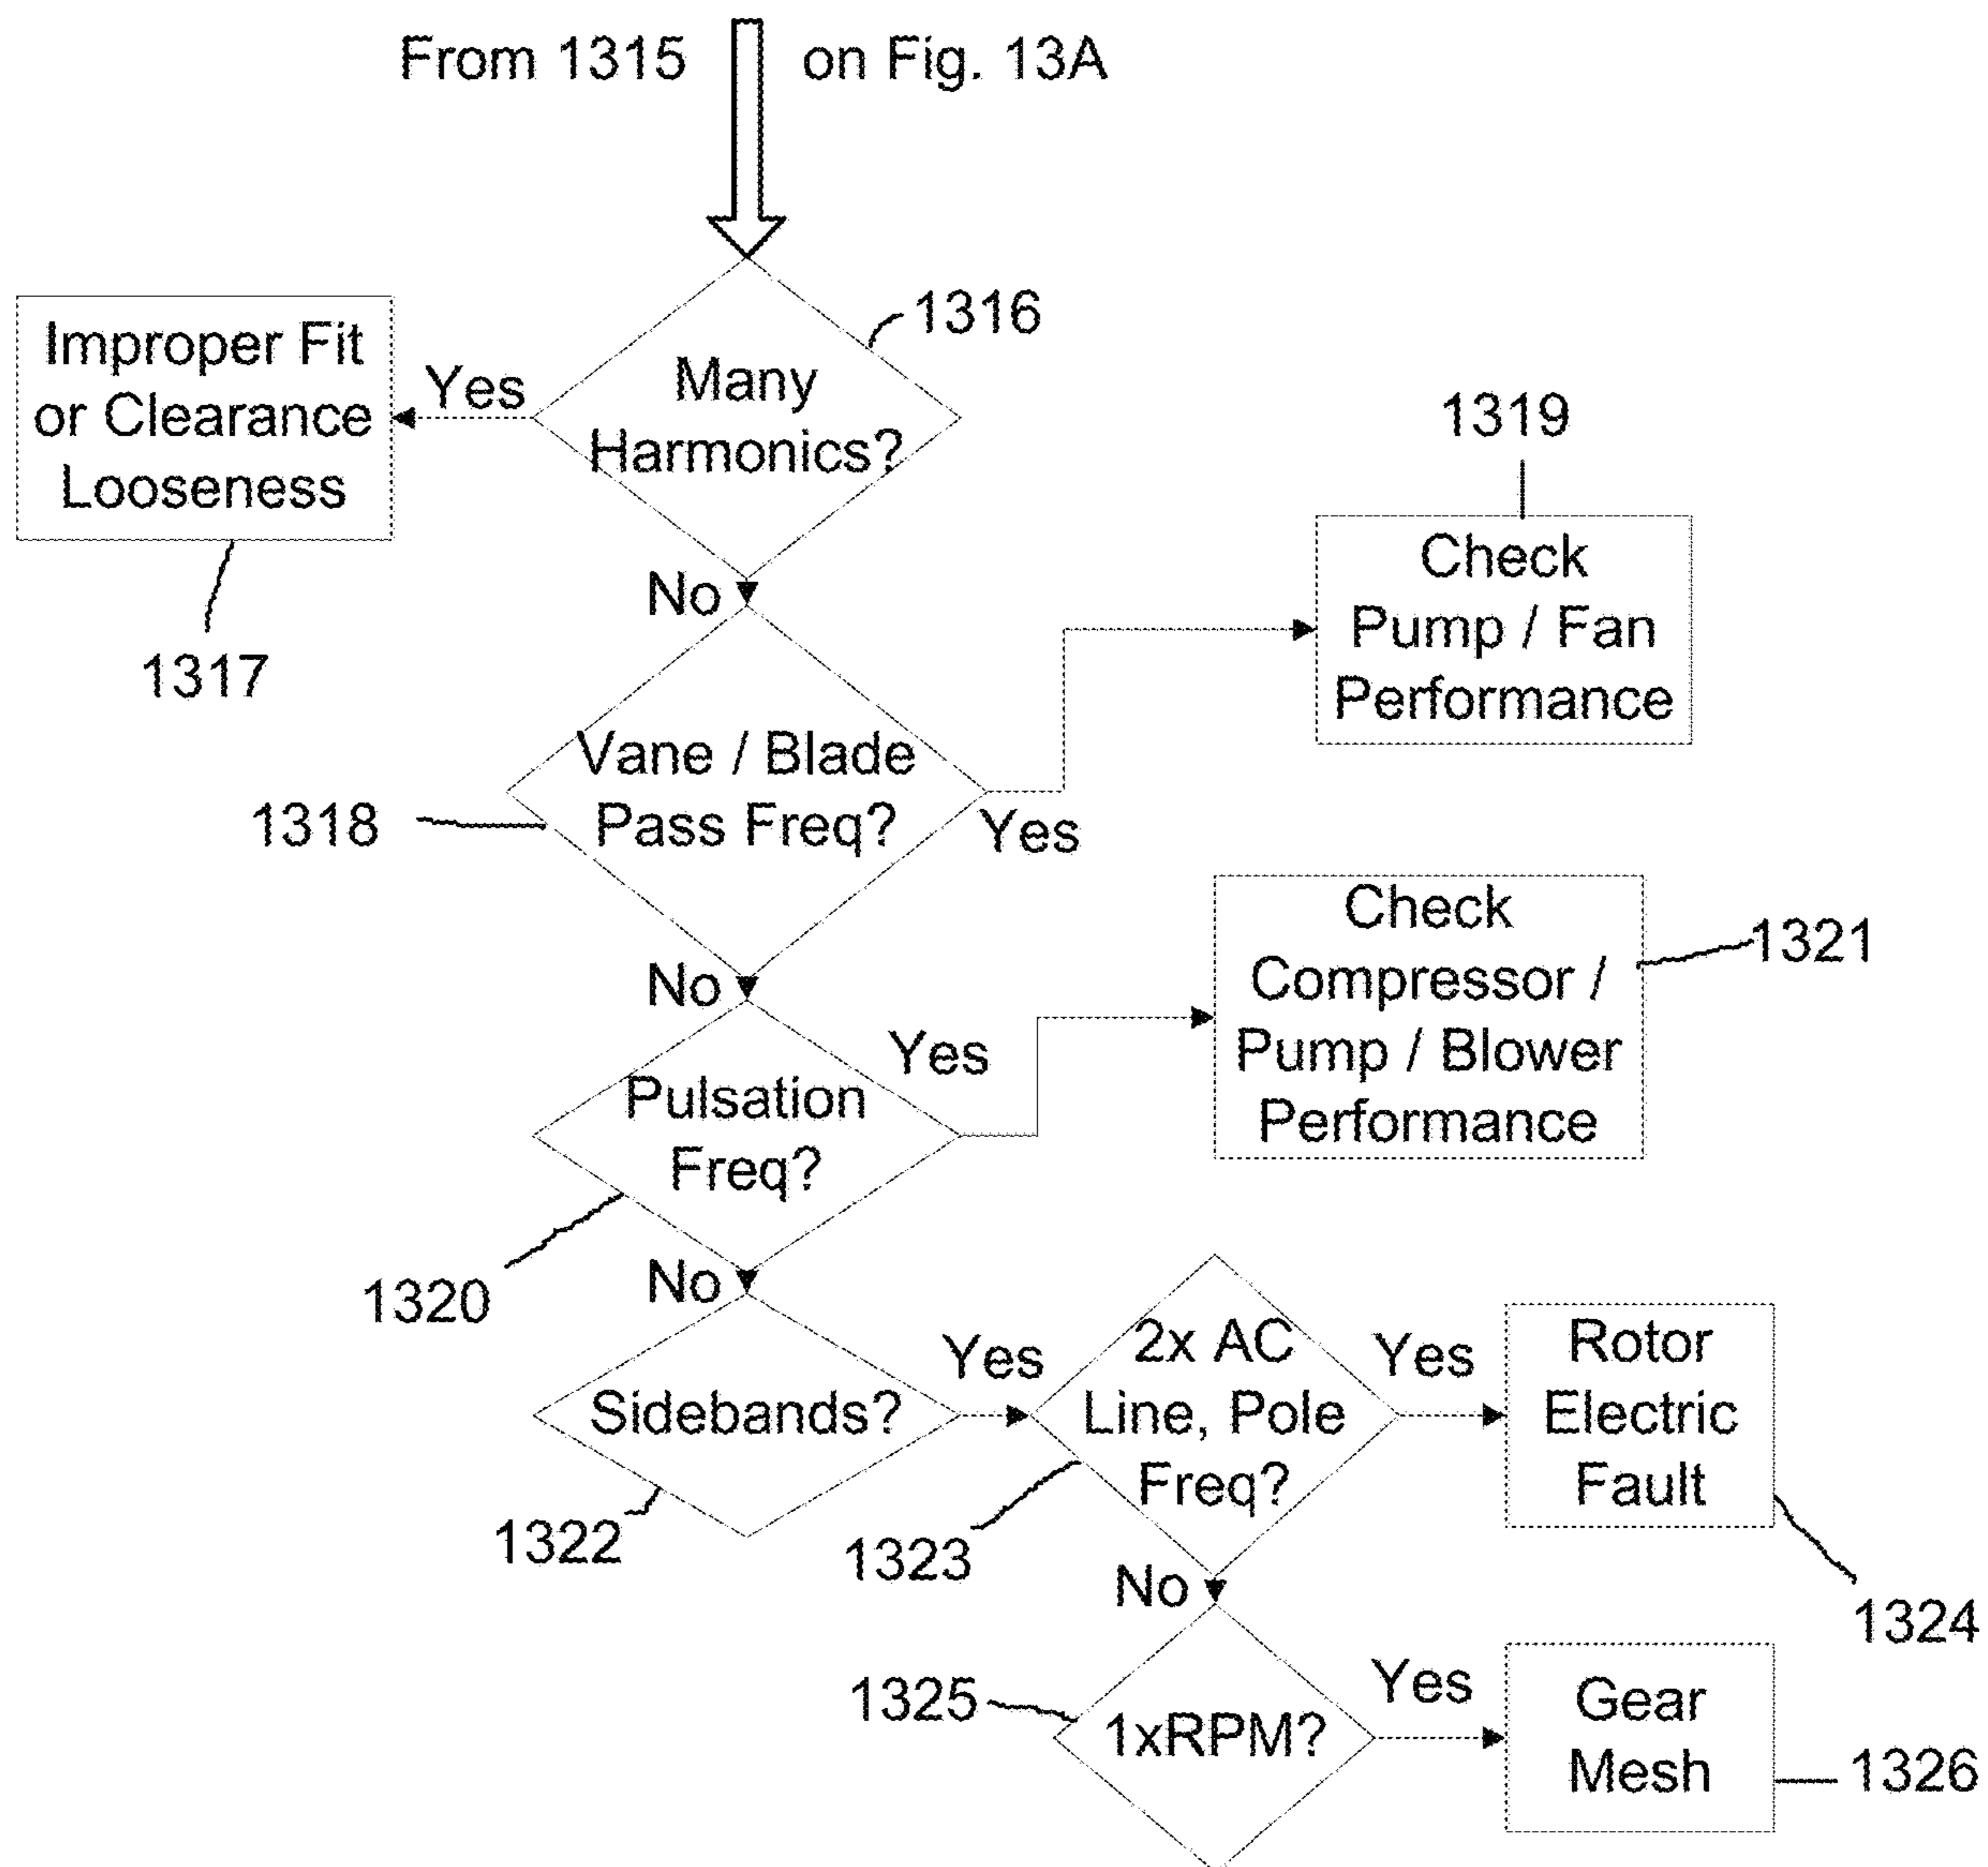 From 1315 on Fig. 13A
1316
Improper Fit
or Clearance
Looseness
Yes
Many
Harmonics?
1317
No
1319
Check
Pump / Fan
Performance
Vane / Blade
Pass Freq?
1318
Yes
No
Check
Compressor /
Pump / Blower
Performance
1321
Yes
Pulsation
Freq?
1320
No
Sidebands?
Yes
1322
2x AC
Line, Pole
Freq?
1323
Yes
Rotor
Electric
Fault
1324
No
1325
1xRPM?
Yes
Gear
Mesh
1326